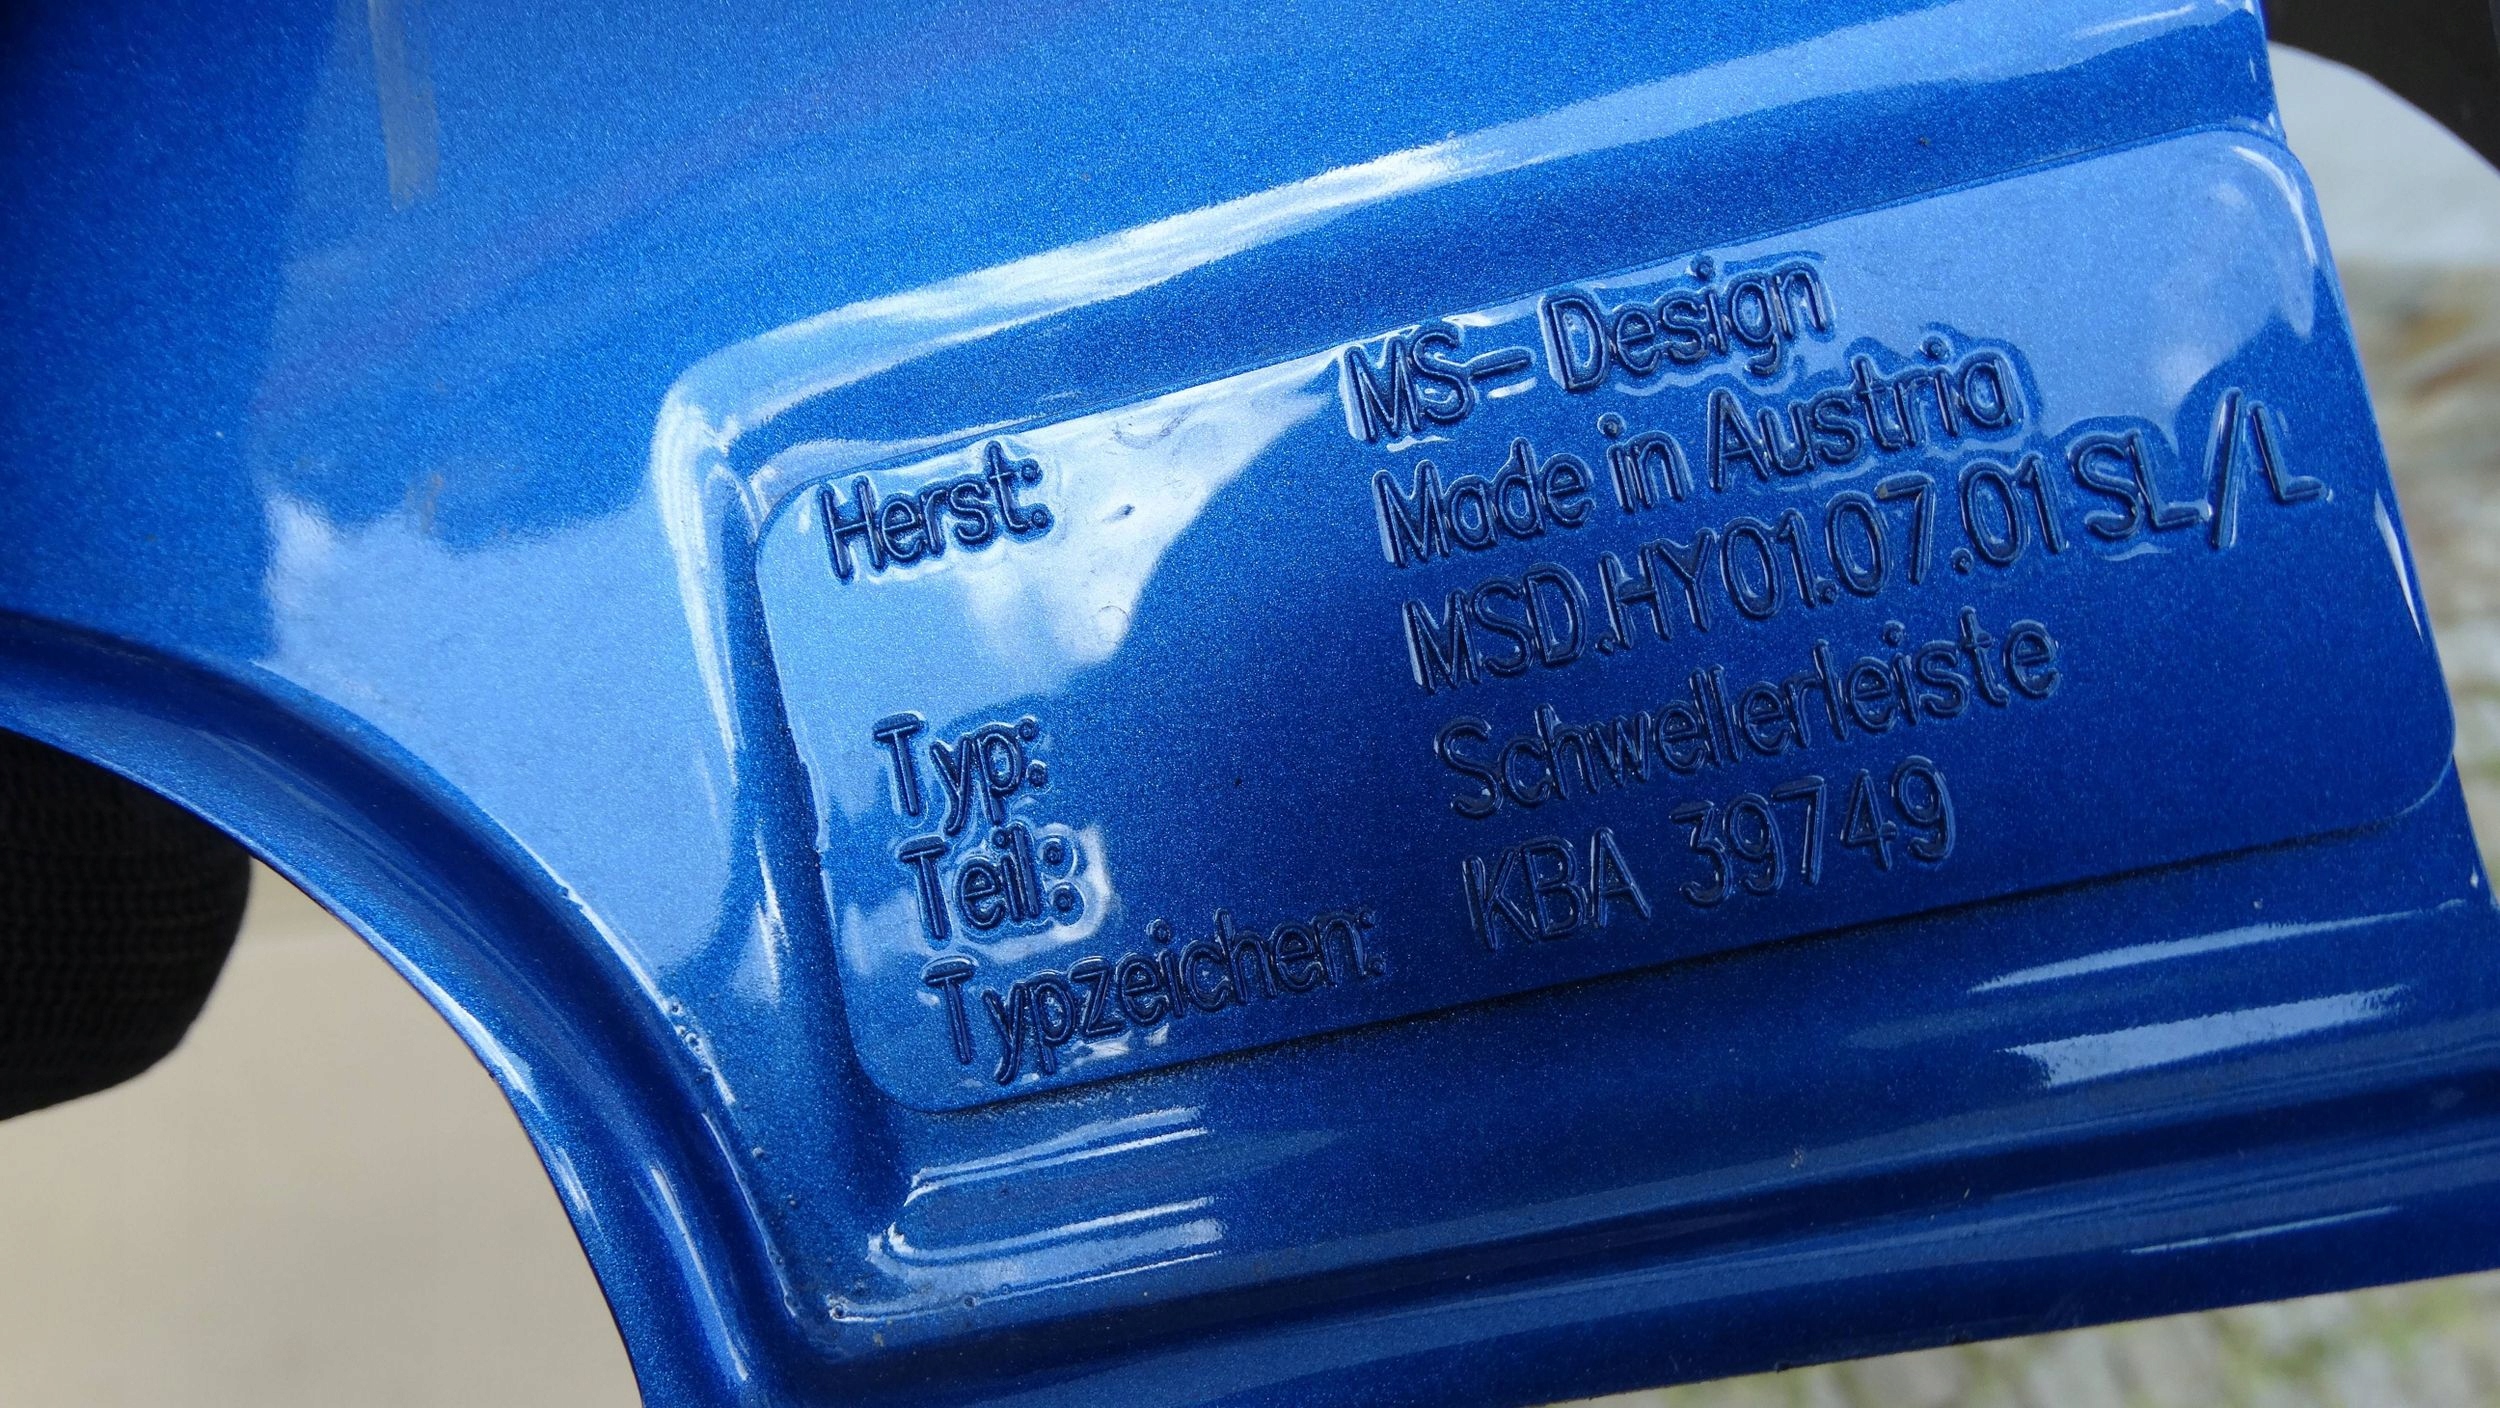 Herst: MS-Design
Made in Austria
Typ: MSD.HY01.07.01 SL/L
Teil: Schwellerleiste
Typzeichen: KBA 39749